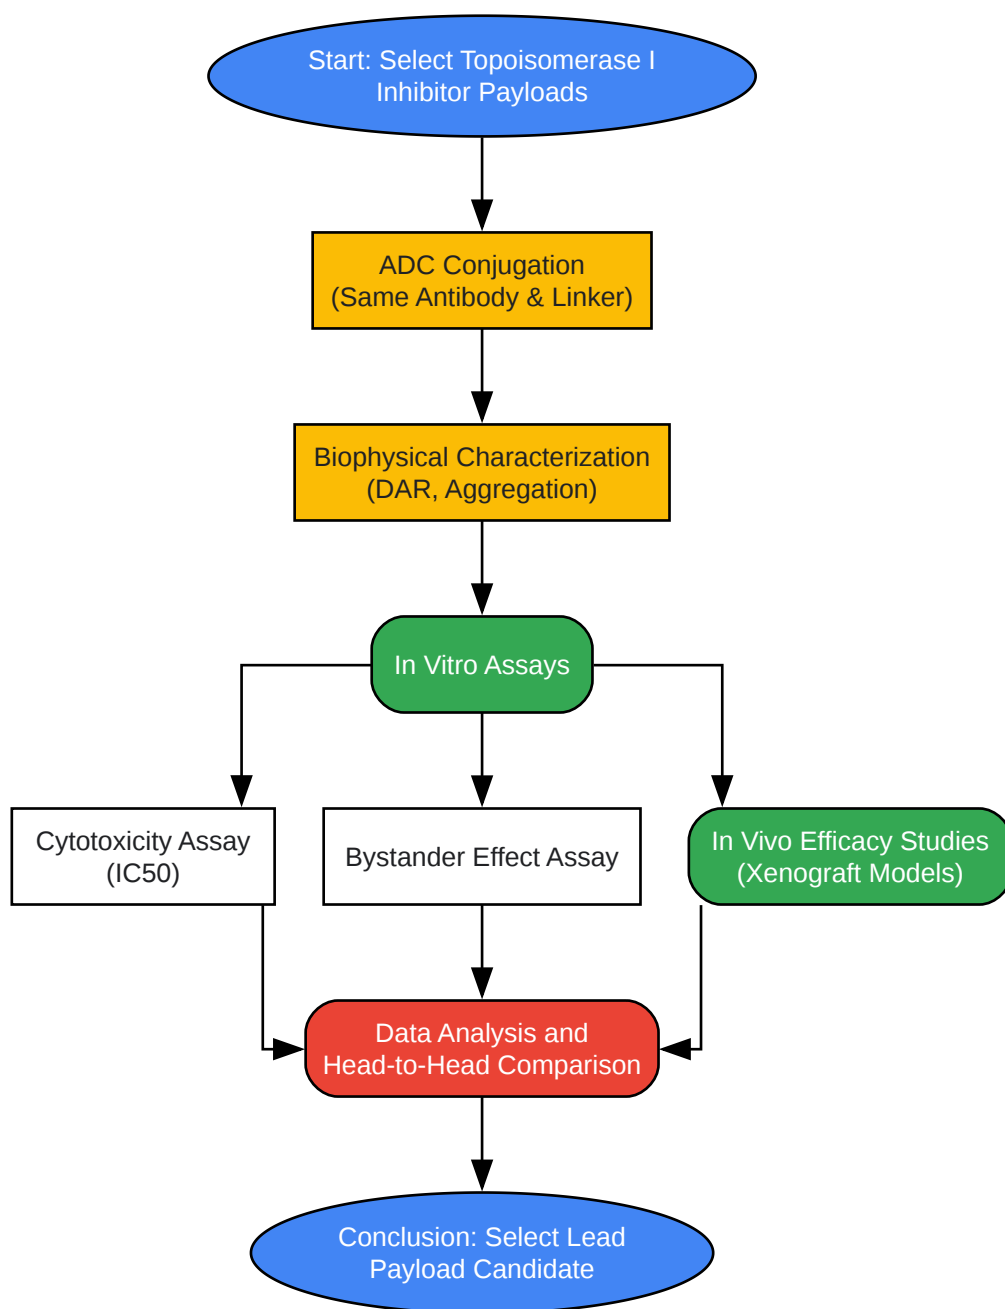 Start: Select Topoisomerase I
Inhibitor Payloads
ADC Conjugation
(Same Antibody & Linker)
Biophysical Characterization
(DAR, Aggregation)
In Vitro Assays
Cytotoxicity Assay
(IC50)
Bystander Effect Assay
In Vivo Efficacy Studies
(Xenograft Models)
Data Analysis and
Head-to-Head Comparison
Conclusion: Select Lead
Payload Candidate